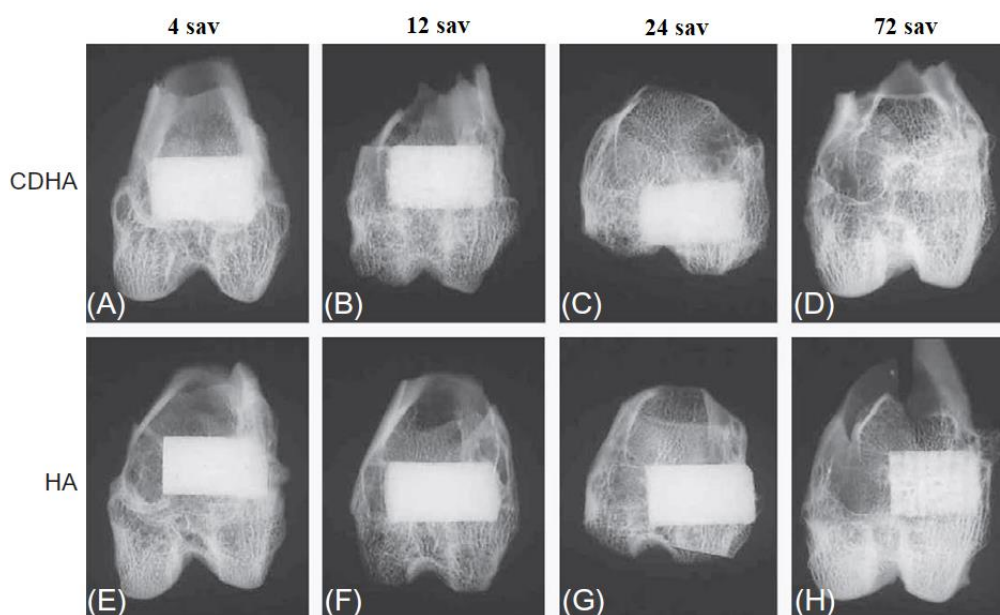 4 sav 12 sav 24 sav 72 sav
CDHA
(A) (B) (C) (D)
HA
(E) (F) (G) (H)